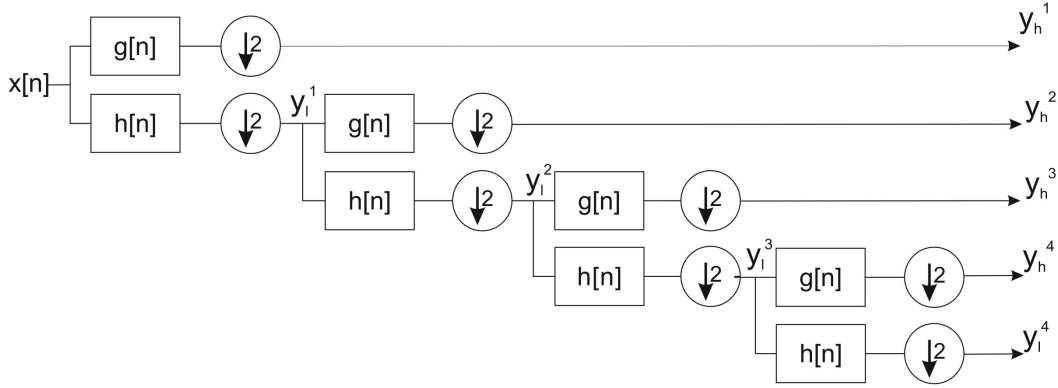 g[n] ↓2 y_h^1
x[n]
h[n] ↓2 y_l^1 g[n] ↓2 y_h^2
h[n] ↓2 y_l^2 g[n] ↓2 y_h^3
h[n] ↓2 y_l^3 g[n] ↓2 y_h^4
h[n] ↓2 y_l^4